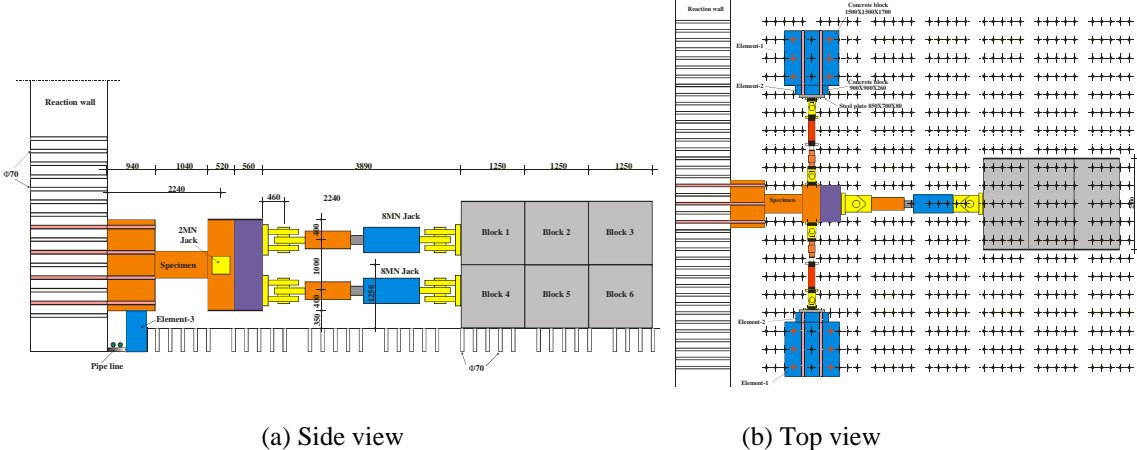 Reaction wall
Φ70
940
1040
520
560
3890
1250
1250
1250
2240
460
2240
8MN Jack
400
2MN
Jack
Specimen
1000
8MN Jack
1250
400
350
Block 1
Block 2
Block 3
Block 4
Block 5
Block 6
Element-3
Pipe line
Φ70
(a) Side view
Reaction wall
Concrete block
1500X1500X1700
Element-1
Element-2
Concrete block
900X900X260
Steel plate 850X700X80
Specimen
Element-2
Element-1
(b) Top view